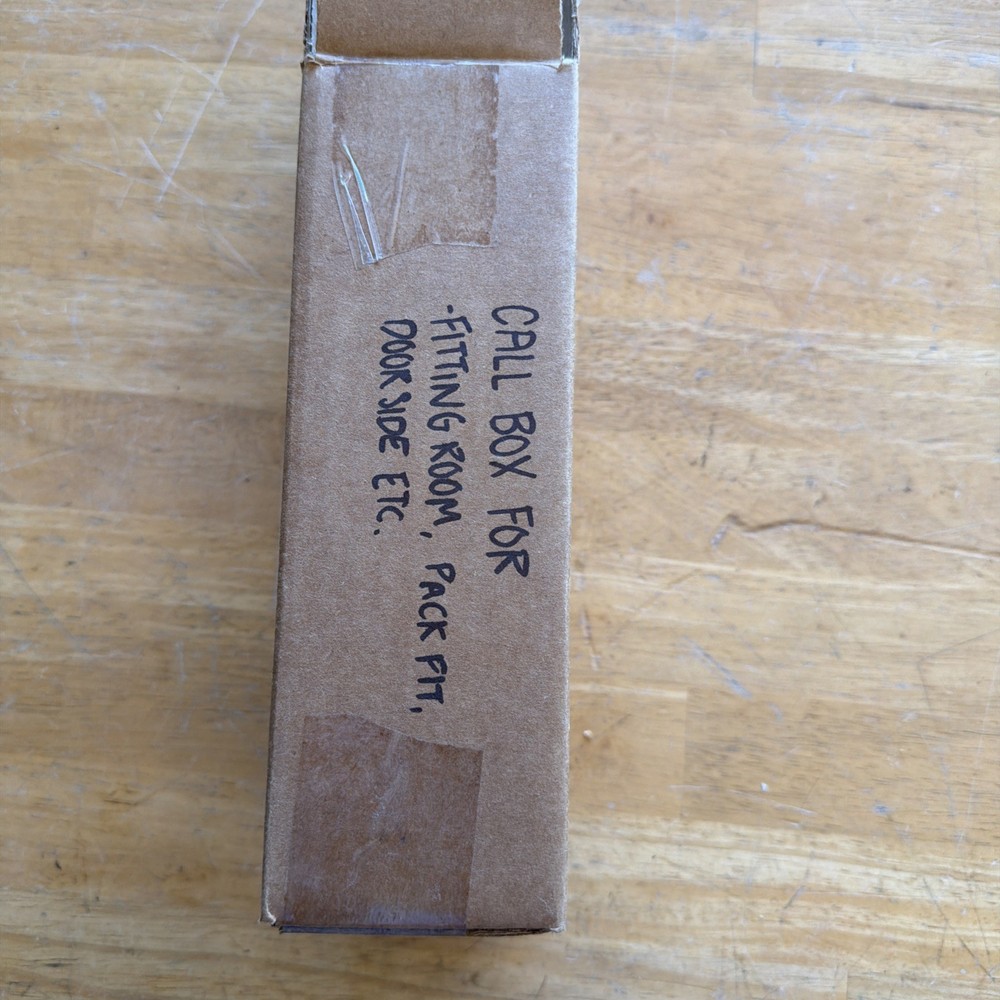 CALL BOX FOR
-FITTING ROOM, PACK FIT,
DOOR SIDE ETC.